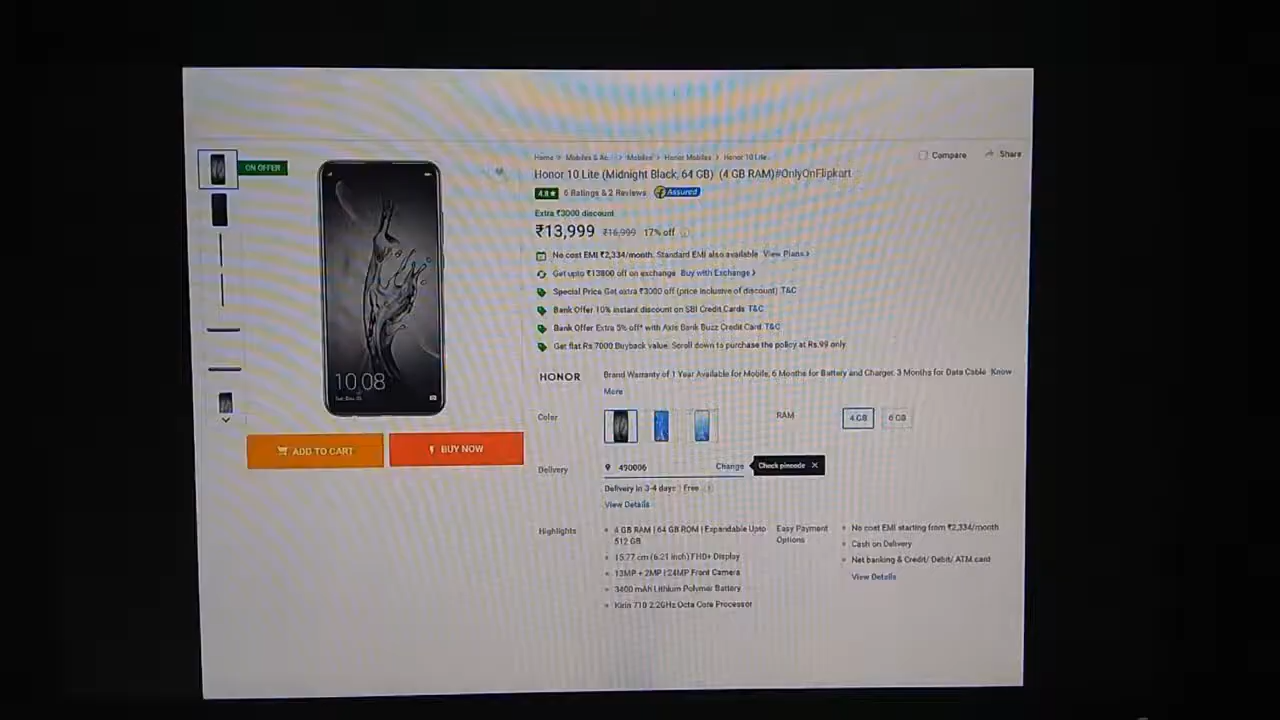 Home > Mobiles & Ac... > Mobiles > Honor Mobiles > Honor 10 Lite
Compare
Share
ON OFFER
Honor 10 Lite (Midnight Black, 64 GB) (4 GB RAM)#OnlyOnFlipkart
4.8★ 6 Ratings & 2 Reviews Assured
Extra ₹3000 discount
₹13,999 ₹16,999 17% off
No cost EMI ₹2,334/month. Standard EMI also available View Plans >
Get upto ₹13800 off on exchange Buy with Exchange >
Special Price Get extra ₹3000 off (price inclusive of discount) T&C
Bank Offer 10% instant discount on SBI Credit Cards T&C
Bank Offer Extra 5% off* with Axis Bank Buzz Credit Card T&C
Get flat Rs 7000 Buyback value. Scroll down to purchase the policy at Rs.99 only
10:08
HONOR
Brand Warranty of 1 Year Available for Mobile, 6 Months for Battery and Charger, 3 Months for Data Cable Know
More
Color
RAM
4 GB
6 GB
ADD TO CART
BUY NOW
Delivery
490006
Change
Check pincode ✕
Delivery in 3-4 days | Free
View Details
Highlights
4 GB RAM | 64 GB ROM | Expandable Upto
512 GB
15.77 cm (6.21 inch) FHD+ Display
13MP + 2MP | 24MP Front Camera
3400 mAh Lithium Polymer Battery
Kirin 710 2.2GHz Octa Core Processor
Easy Payment
Options
No cost EMI starting from ₹2,334/month
Cash on Delivery
Net banking & Credit/ Debit/ ATM card
View Details